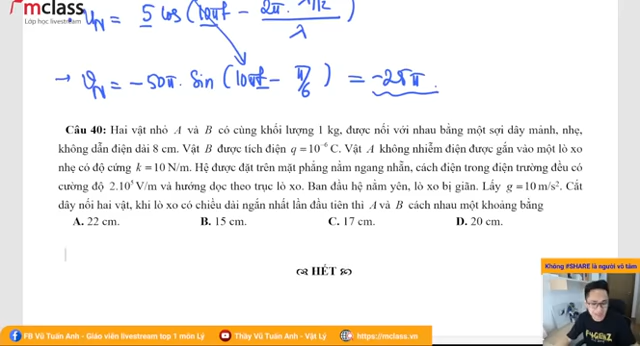 mclass
Lớp học livestream
u_N = 5 cos (10πt - 2π. λ/12 / λ)
→ v_N = -50π. sin (10πt - π/6) = -25π.
Câu 40: Hai vật nhỏ A và B có cùng khối lượng 1 kg, được nối với nhau bằng một sợi dây mảnh, nhẹ,
không dẫn điện dài 8 cm. Vật B được tích điện q = 10⁻⁶ C. Vật A không nhiễm điện được gắn vào một lò xo
nhẹ có độ cứng k = 10 N/m. Hệ được đặt trên mặt phẳng nằm ngang nhẵn, cách điện trong điện trường đều có
cường độ 2.10⁵ V/m và hướng dọc theo trục lò xo. Ban đầu hệ nằm yên, lò xo bị giãn. Lấy g = 10 m/s². Cắt
dây nối hai vật, khi lò xo có chiều dài ngắn nhất lần đầu tiên thì A và B cách nhau một khoảng bằng
A. 22 cm. B. 15 cm. C. 17 cm. D. 20 cm.
HẾT
Không #SHARE là người vô tâm
FB Vũ Tuấn Anh - Giáo viên livestream top 1 môn Lý Thầy Vũ Tuấn Anh - Vật Lý https://mclass.vn